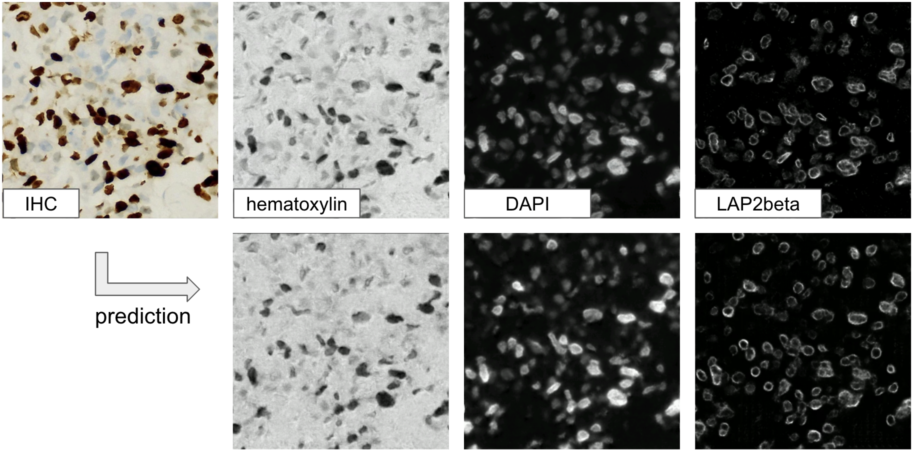 IHC
hematoxylin
DAPI
LAP2beta
prediction